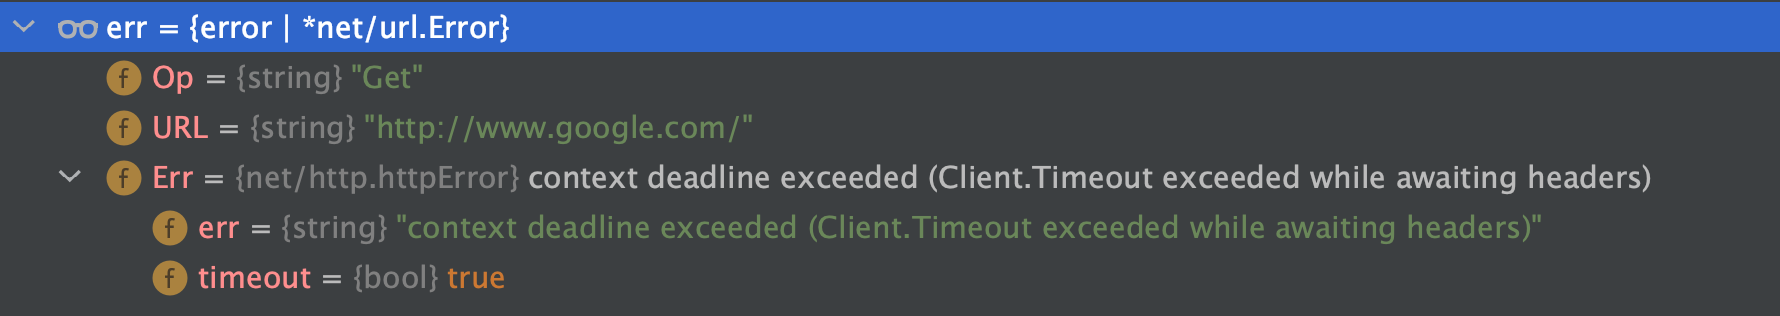 err = {error | *net/url.Error}
f Op = {string} "Get"
f URL = {string} "http://www.google.com/"
f Err = {net/http.httpError} context deadline exceeded (Client.Timeout exceeded while awaiting headers)
f err = {string} "context deadline exceeded (Client.Timeout exceeded while awaiting headers)"
f timeout = {bool} true